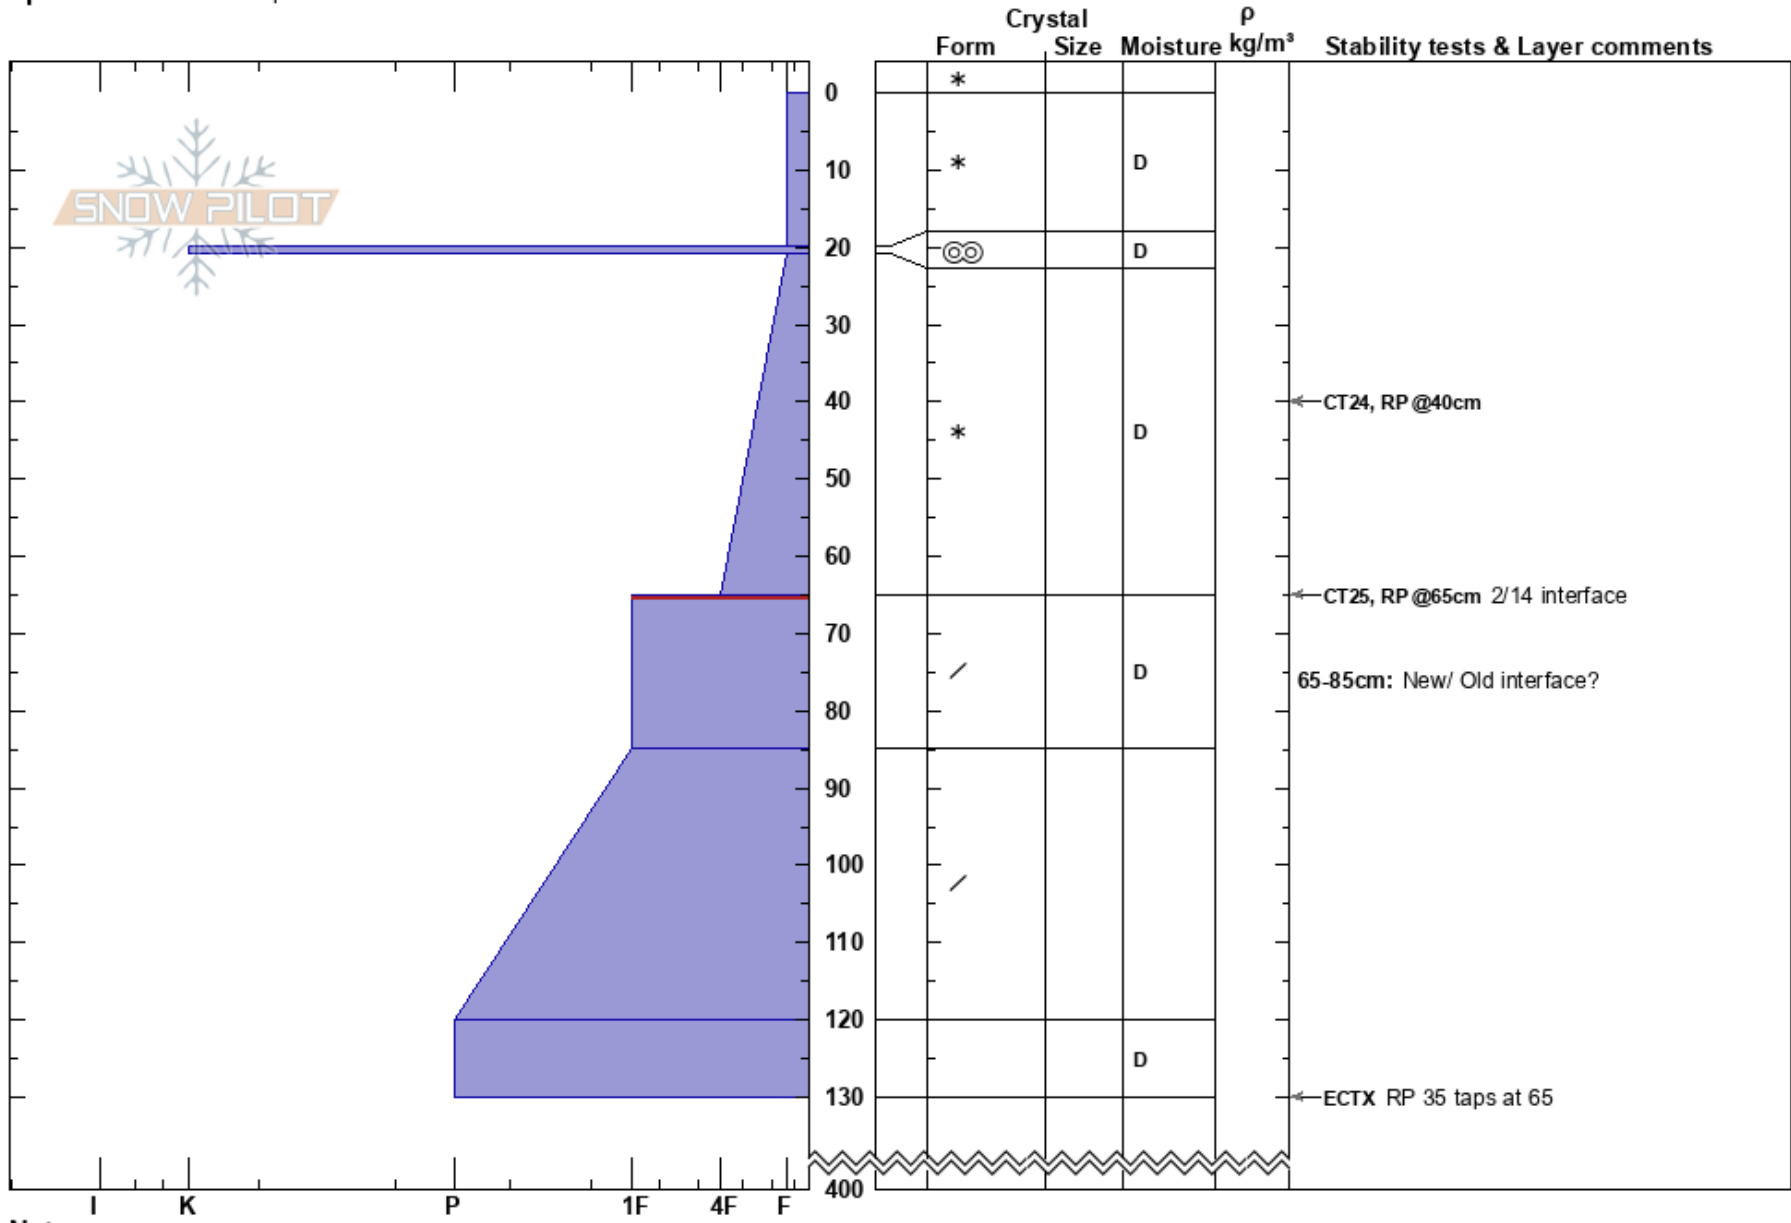 Crystal
ρ
Form Size Moisture kg/m³ Stability tests & Layer comments
0
10 D
SNOW PILOT
20 D
30
40 CT24, RP @40cm
D
50
60
CT25, RP @65cm 2/14 interface
70
D
65-85cm: New/ Old interface?
80
90
100
110
120
D
130 ECTX RP 35 taps at 65
400
I K P 1F 4F F